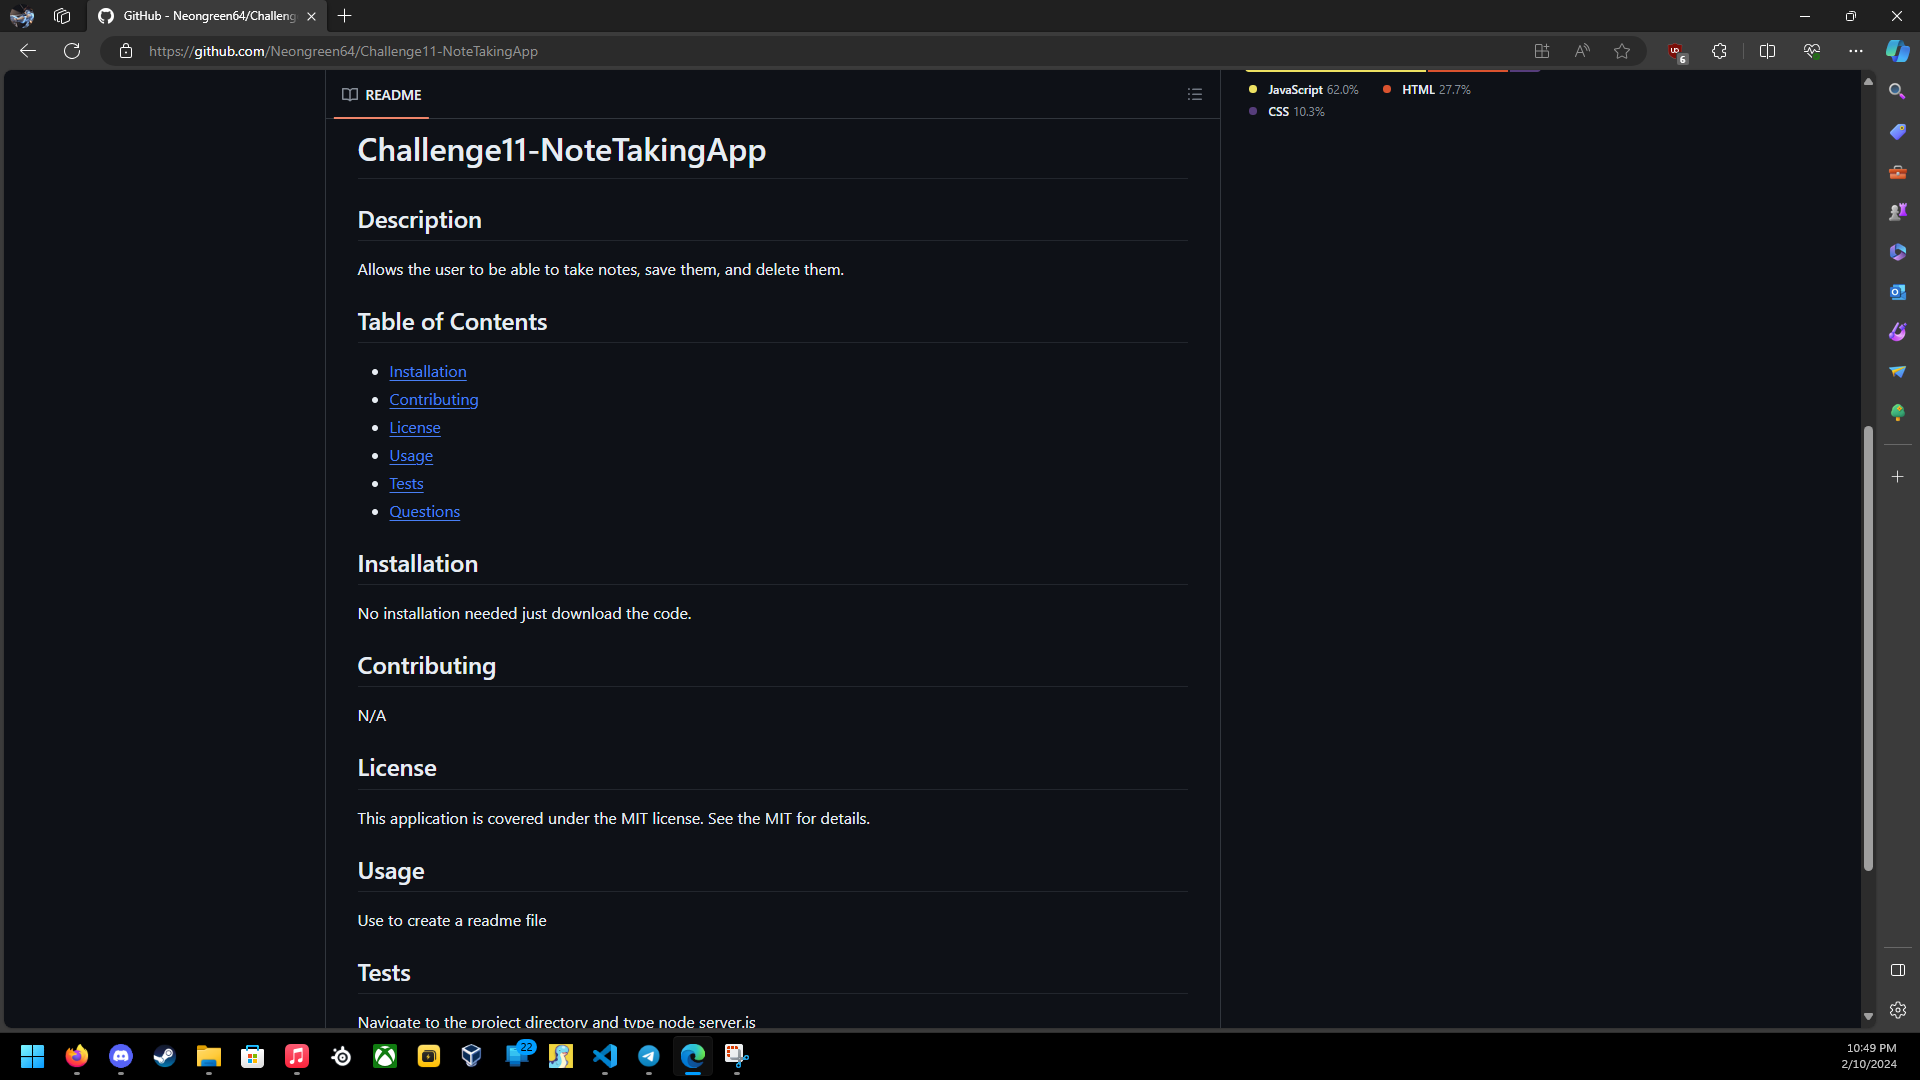 GitHub - Neongreen64/Challeng
https://github.com/Neongreen64/Challenge11-NoteTakingApp
6
README
JavaScript 62.0%
HTML 27.7%
CSS 10.3%
Challenge11-NoteTakingApp
Description
Allows the user to be able to take notes, save them, and delete them.
Table of Contents
Installation
Contributing
License
Usage
Tests
Questions
Installation
No installation needed just download the code.
Contributing
N/A
License
This application is covered under the MIT license. See the MIT for details.
Usage
Use to create a readme file
Tests
Navigate to the project directory and type node server.js
22
10:49 PM
2/10/2024